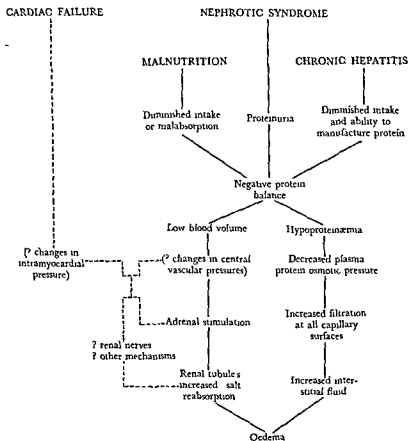 CARDIAC FAILURE
NEPHROTIC SYNDROME
MALNUTRITION
CHRONIC HEPATITIS
Diminished intake
or malabsorption
Proteinuria
Diminished intake
and ability to
manufacture protein
Negative protein
balance
Low blood volume
Hypoproteinæmia
(? changes in
intramyocardial
pressure)
(? changes in central
vascular pressures)
Decreased plasma
protein osmotic pressure
Adrenal stimulation
Increased filtration
at all capillary
surfaces
? renal nerves
? other mechanisms
Renal tubules
increased salt
reabsorption
Increased inter-
stitial fluid
Oedema